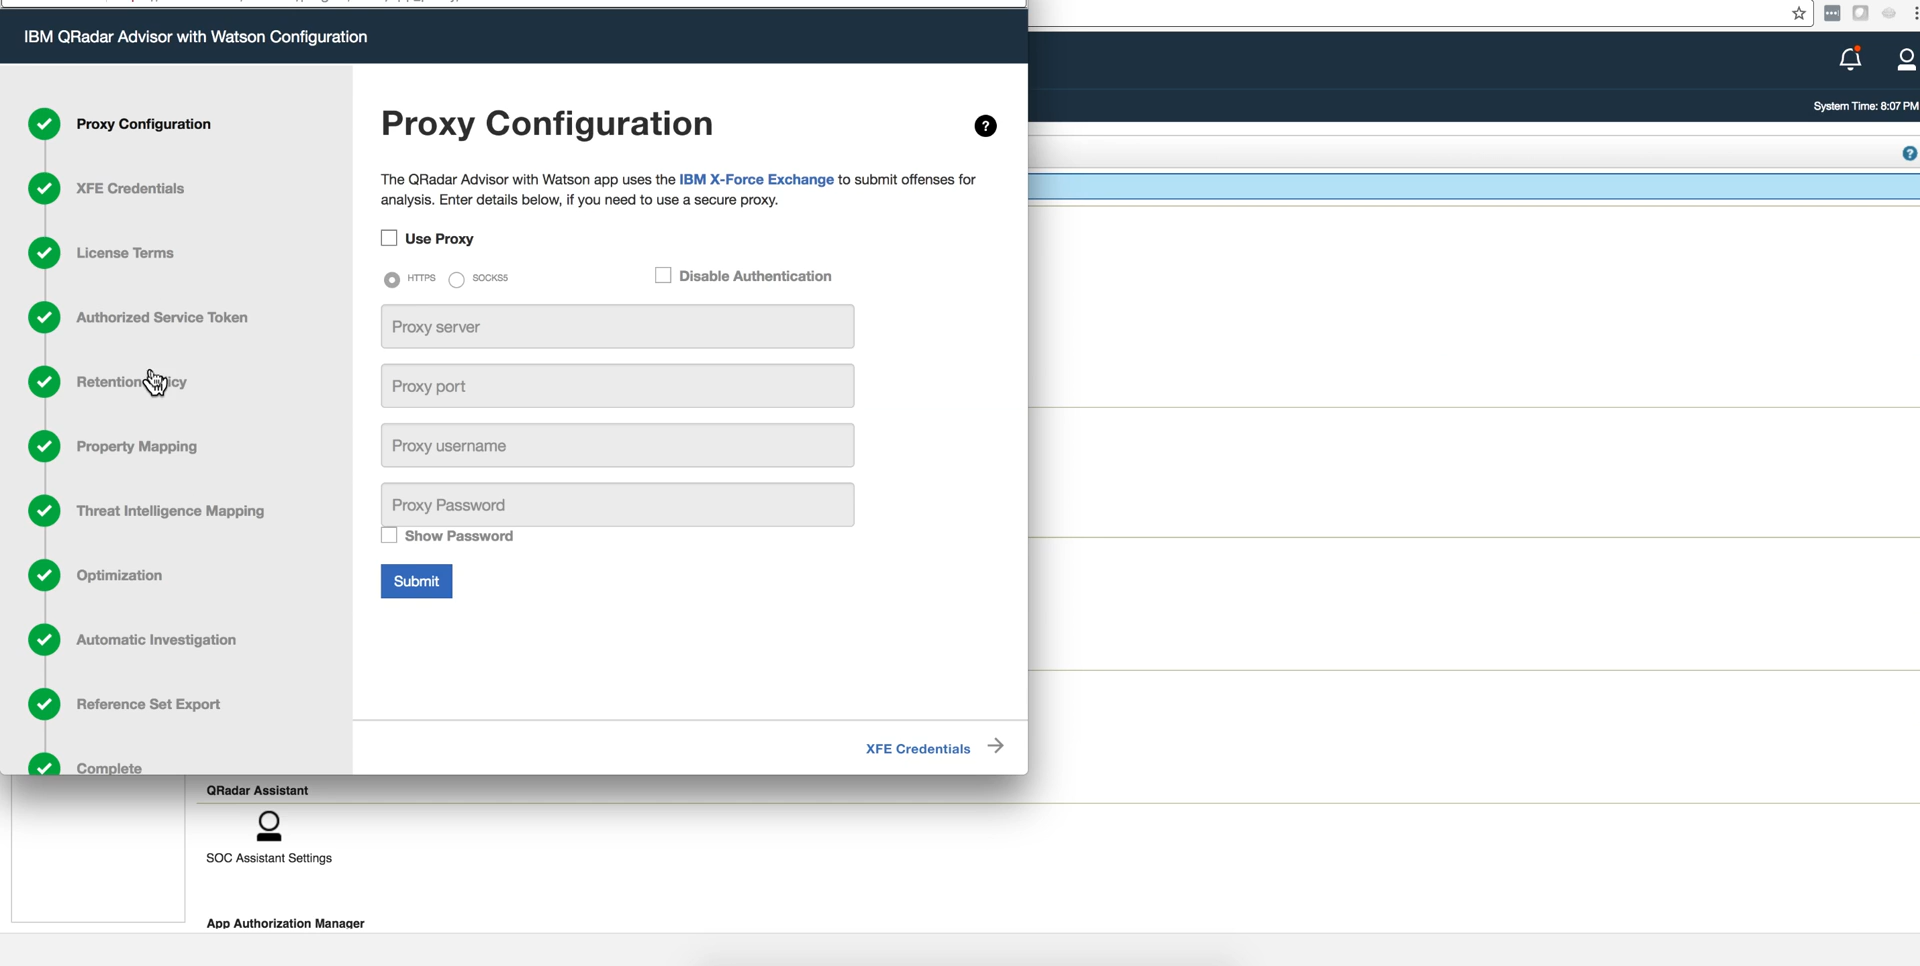 IBM QRadar Advisor with Watson Configuration
System Time: 8:07 PM
Proxy Configuration
XFE Credentials
License Terms
Authorized Service Token
Property Mapping
Threat Intelligence Mapping
Optimization
Automatic Investigation
Reference Set Export
Complete
Proxy Configuration
?
The QRadar Advisor with Watson app uses the IBM X-Force Exchange to submit offenses for
analysis. Enter details below, if you need to use a secure proxy.
Use Proxy
HTTPS SOCKS5 Disable Authentication
Proxy server
Proxy port
Proxy username
Proxy Password
Show Password
Submit
XFE Credentials
?
QRadar Assistant
SOC Assistant Settings
App Authorization Manager